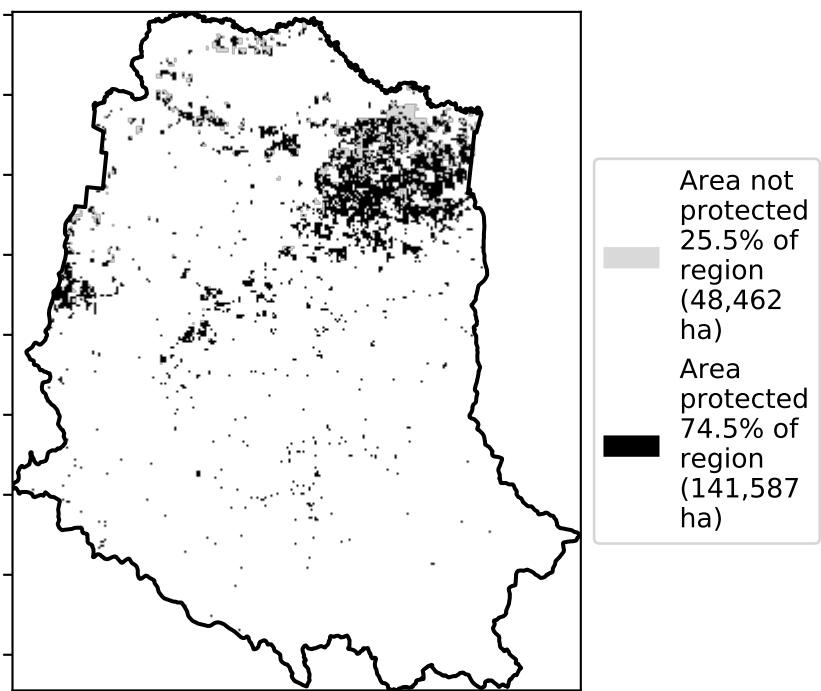 Area not
protected
25.5% of
region
(48,462
ha)
Area
protected
74.5% of
region
(141,587
ha)